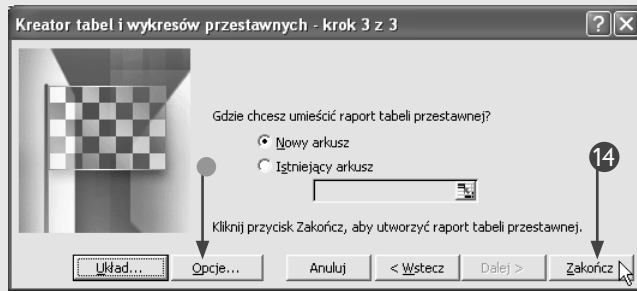 Kreator tabel i wykresów przestawnych - krok 3 z 3
Gdzie chcesz umieścić raport tabeli przestawnej?
Nowy arkusz
Istniejący arkusz
14
Kliknij przycisk Zakończ, aby utworzyć raport tabeli przestawnej.
Układ... Opcje... Anuluj < Wstecz Dalej > Zakończ